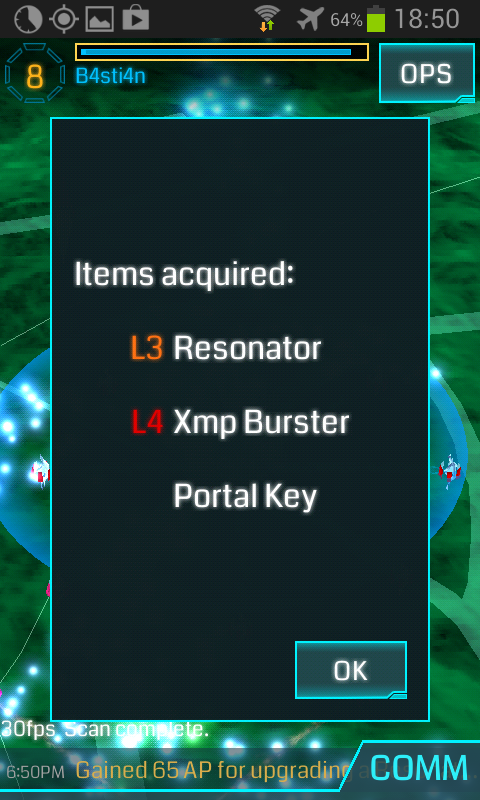 64% 18:50
8 B4sti4n OPS
Items acquired:
L3 Resonator
L4 Xmp Burster
Portal Key
OK
30fps Scan complete.
6:50PM Gained 65 AP for upgrading COMM